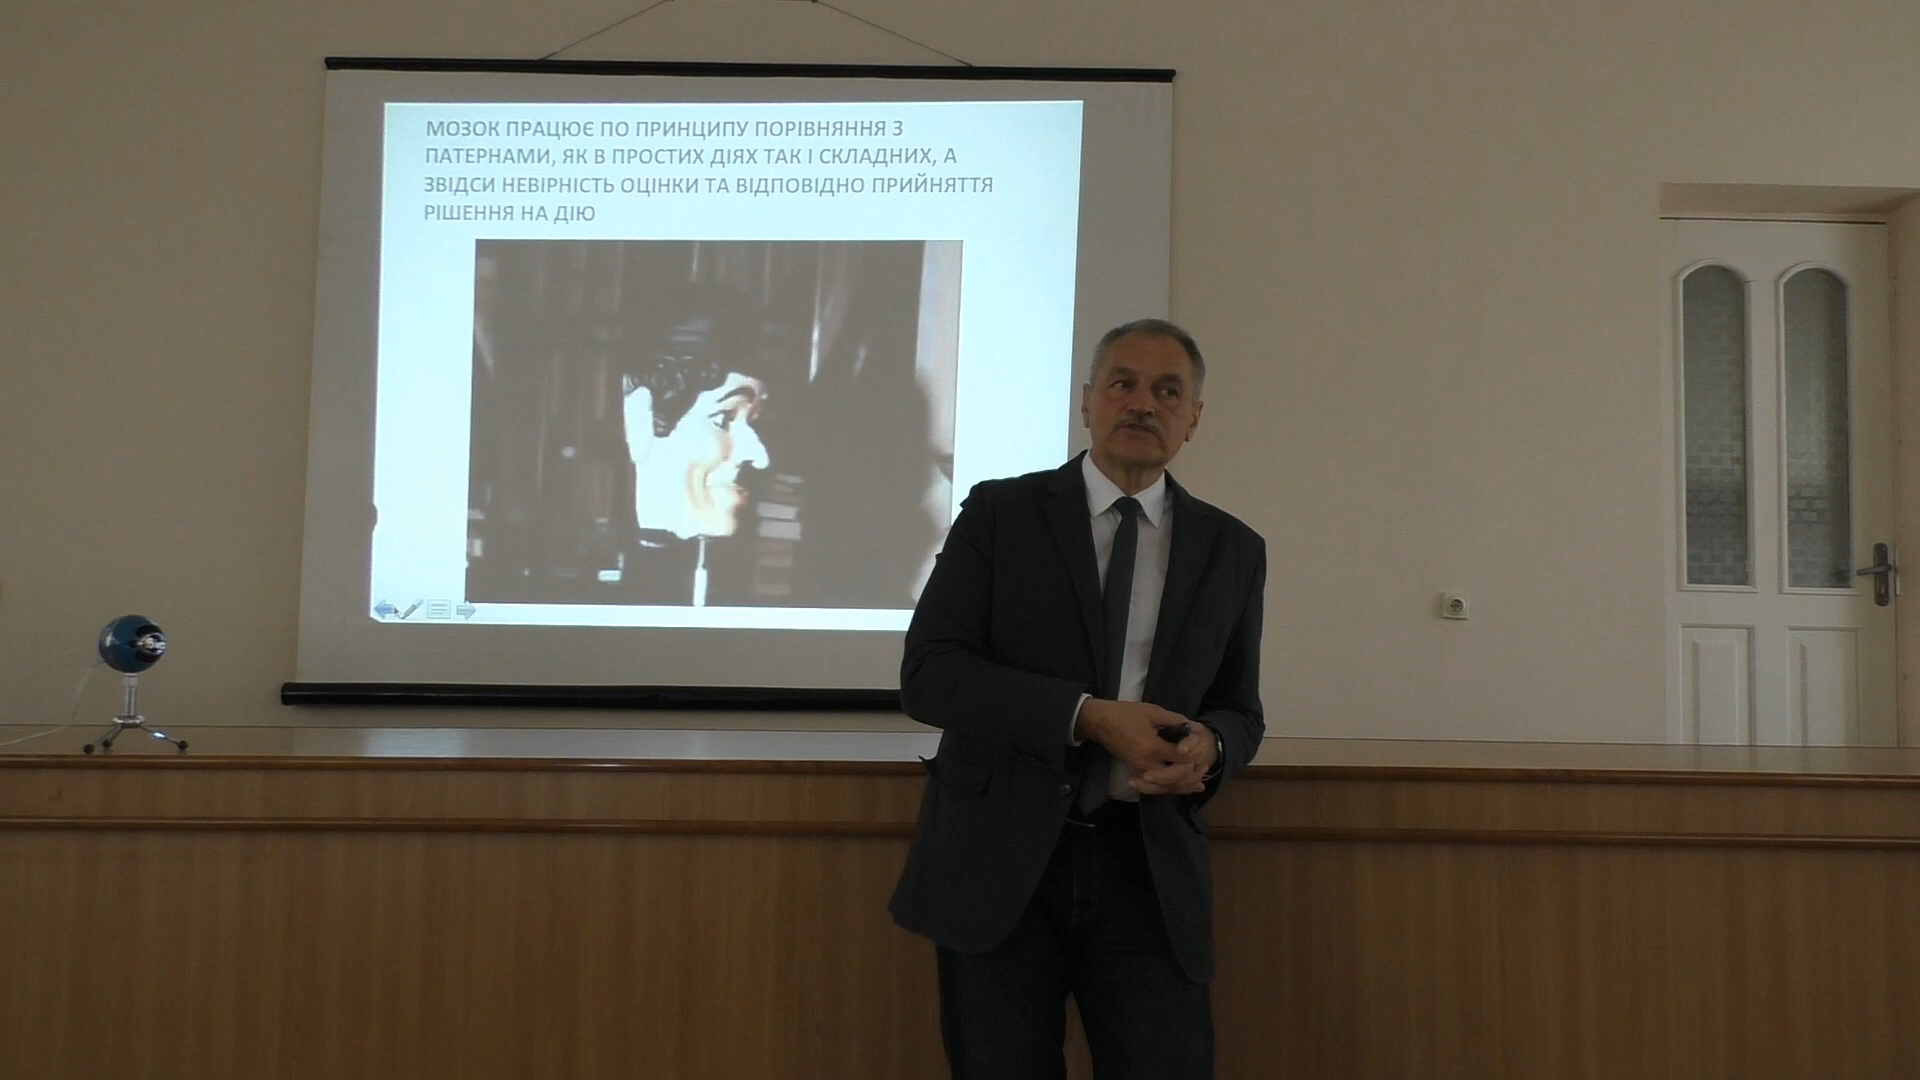 МОЗОК ПРАЦЮЄ ПО ПРИНЦИПУ ПОРІВНЯННЯ З
ПАТЕРНАМИ, ЯК В ПРОСТИХ ДІЯХ ТАК І СКЛАДНИХ, А
ЗВІДСИ НЕВІРНІСТЬ ОЦІНКИ ТА ВІДПОВІДНО ПРИЙНЯТТЯ
РІШЕННЯ НА ДІЮ